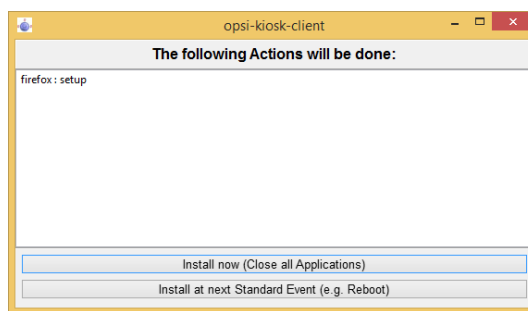 opsi-kiosk-client
The following Actions will be done:
firefox : setup
Install now (Close all Applications)
Install at next Standard Event (e.g. Reboot)